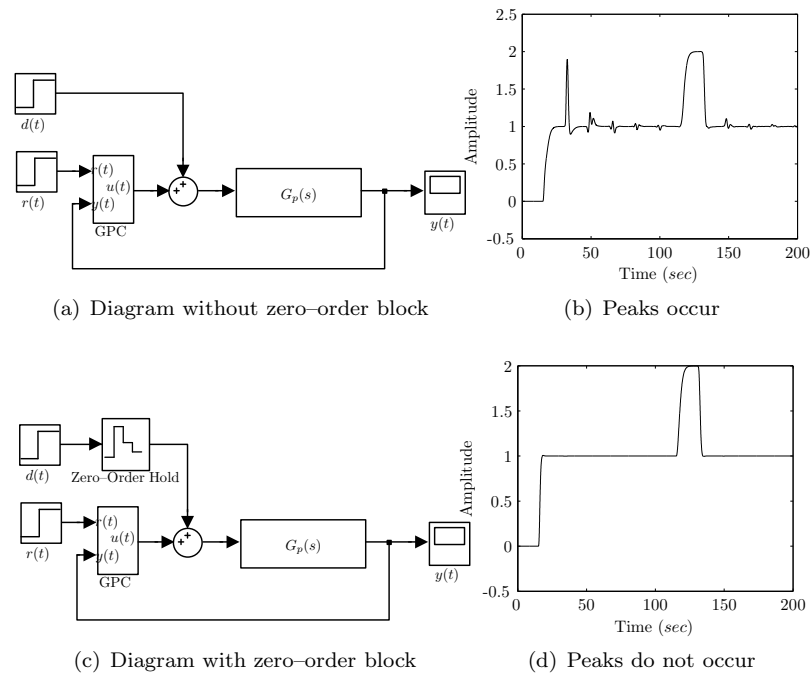 d(t)
r(t)
r(t)
u(t)
y(t)
GPC
+
+
G_p(s)
y(t)
(a) Diagram without zero–order block
2.5
2
1.5
1
0.5
0
-0.5
Amplitude
0
50
100
150
200
Time (sec)
(b) Peaks occur
d(t)
Zero–Order Hold
r(t)
r(t)
u(t)
y(t)
GPC
+
+
G_p(s)
y(t)
(c) Diagram with zero–order block
2
1.5
1
0.5
0
-0.5
Amplitude
0
50
100
150
200
Time (sec)
(d) Peaks do not occur